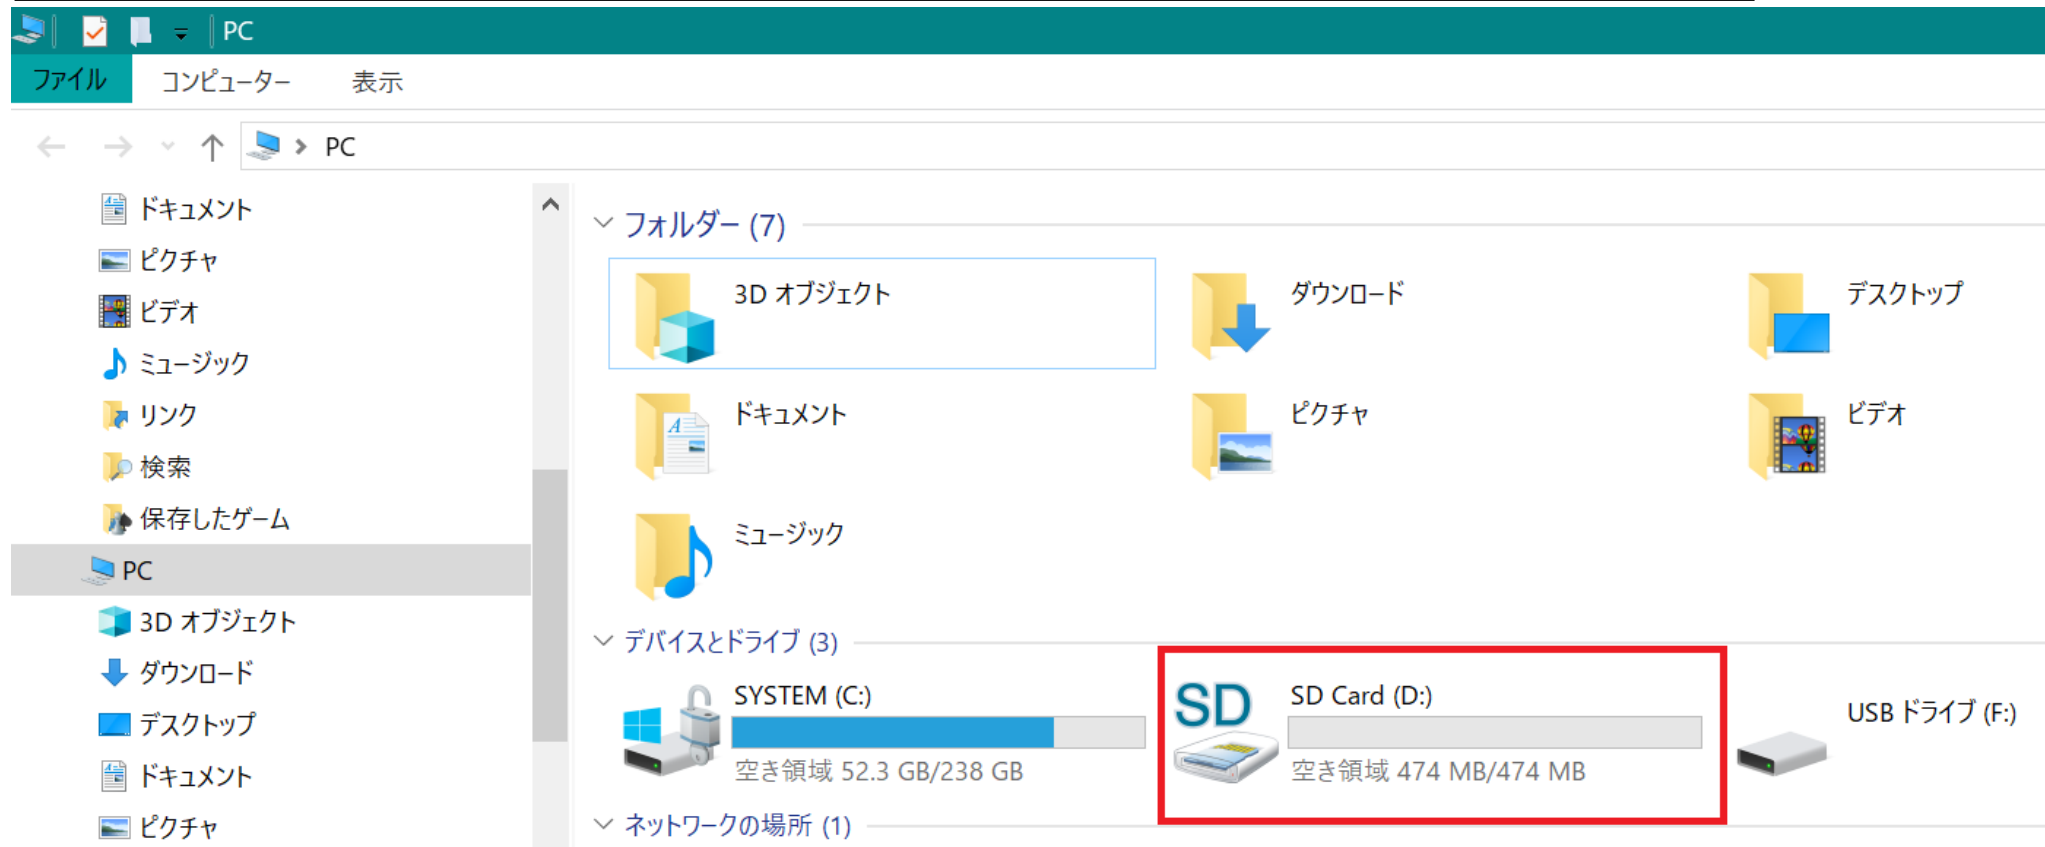 PC
ファイル
コンピューター
表示
PC
ドキュメント
ピクチャ
ビデオ
ミュージック
リンク
検索
保存したゲーム
PC
3D オブジェクト
ダウンロード
デスクトップ
ドキュメント
ピクチャ
フォルダー (7)
3D オブジェクト
ダウンロード
デスクトップ
ドキュメント
ピクチャ
ビデオ
ミュージック
デバイスとドライブ (3)
SYSTEM (C:)
空き領域 52.3 GB/238 GB
SD
SD Card (D:)
空き領域 474 MB/474 MB
USB ドライブ (F:)
ネットワークの場所 (1)